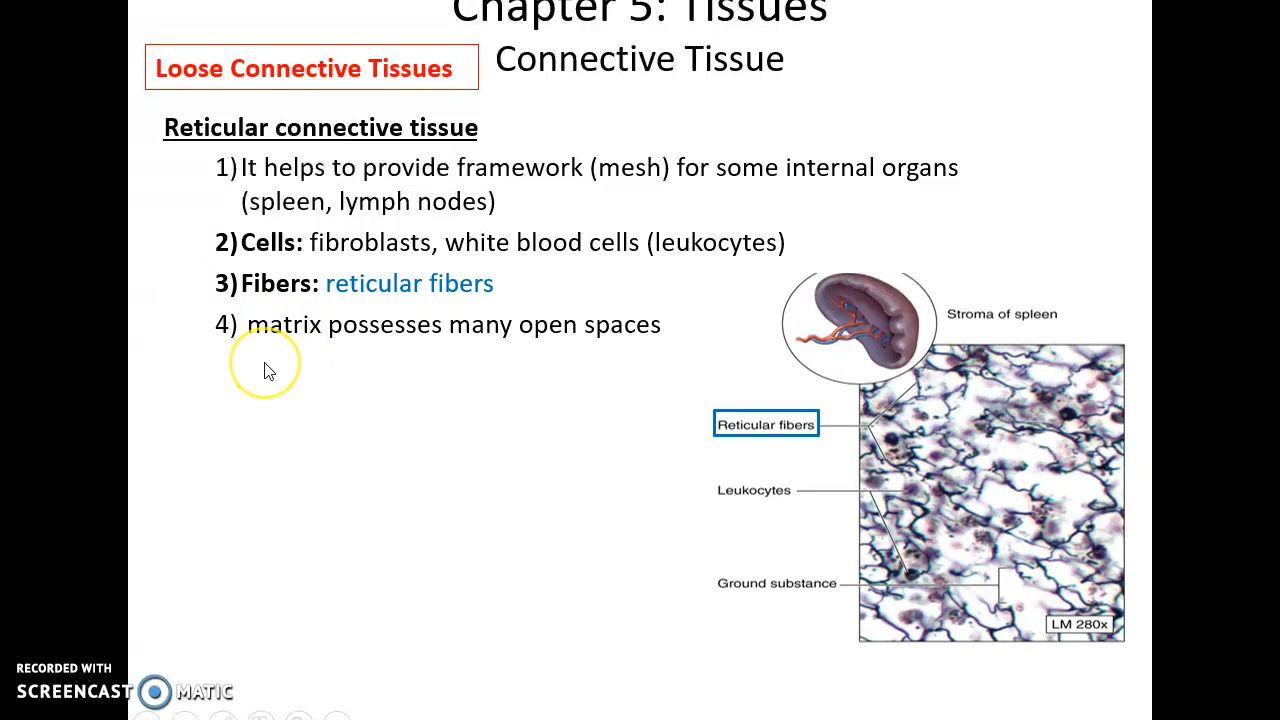 Chapter 5: Tissues
Loose Connective Tissues
Connective Tissue
Reticular connective tissue
1) It helps to provide framework (mesh) for some internal organs
(spleen, lymph nodes)
2) Cells: fibroblasts, white blood cells (leukocytes)
3) Fibers: reticular fibers
4) matrix possesses many open spaces
Stroma of spleen
Reticular fibers
Leukocytes
Ground substance
LM 280x
RECORDED WITH
SCREENCAST MATIC